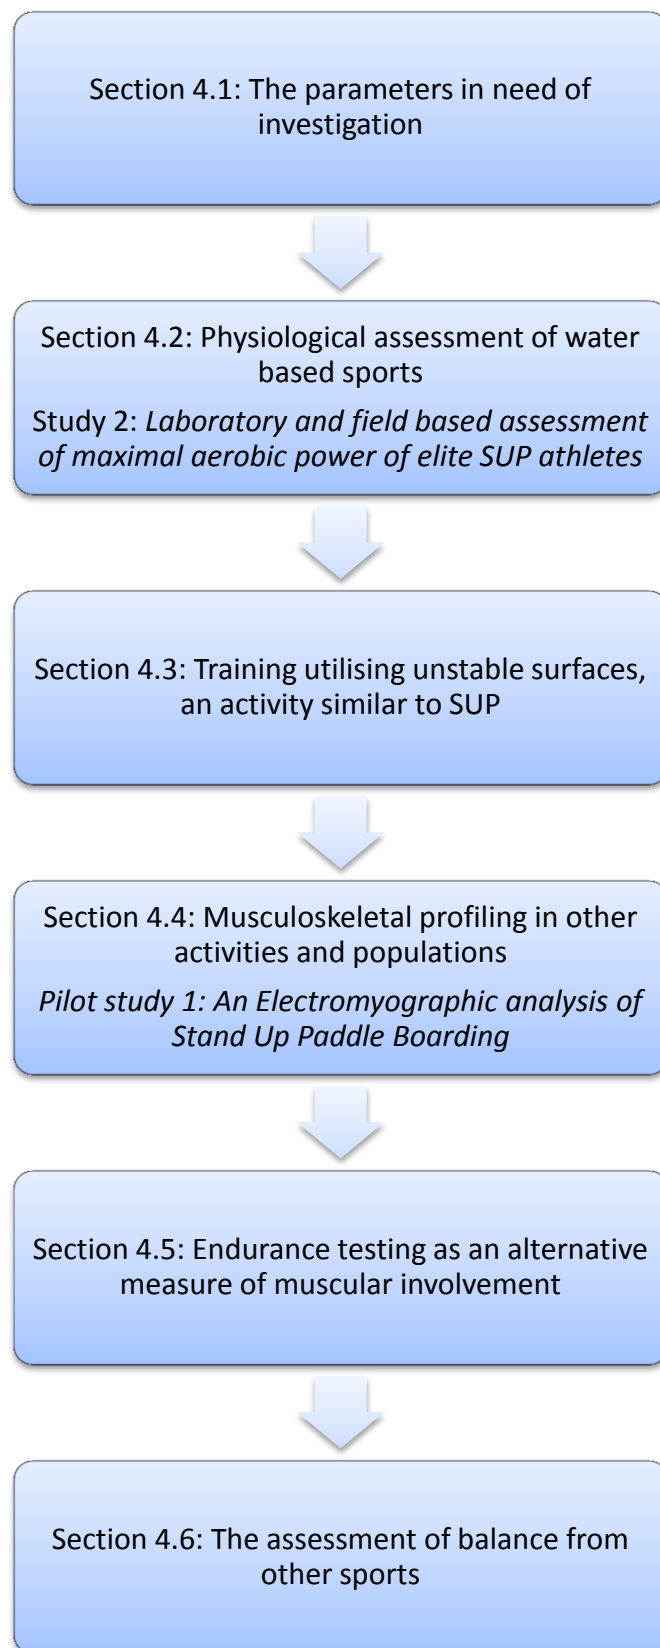 Section 4.1: The parameters in need of
investigation
Section 4.2: Physiological assessment of water
based sports
Study 2: Laboratory and field based assessment
of maximal aerobic power of elite SUP athletes
Section 4.3: Training utilising unstable surfaces,
an activity similar to SUP
Section 4.4: Musculoskeletal profiling in other
activities and populations
Pilot study 1: An Electromyographic analysis of
Stand Up Paddle Boarding
Section 4.5: Endurance testing as an alternative
measure of muscular involvement
Section 4.6: The assessment of balance from
other sports